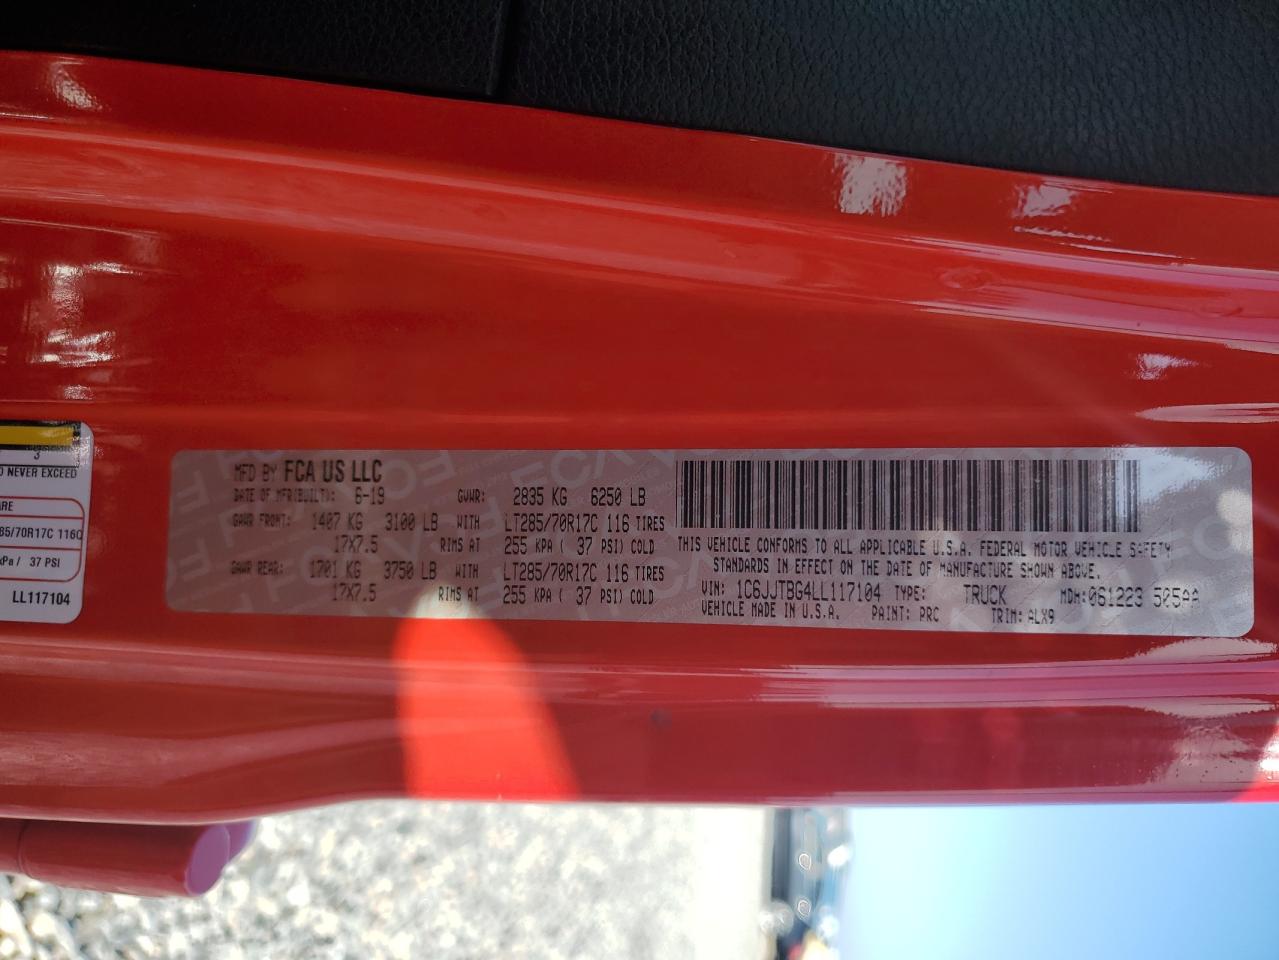 3
NEVER EXCEED
85/70R17C 116Q
37 PSI
LL117104
MFD BY FCA US LLC
DATE OF MFR(BUILT): 6-19 GVWR: 2835 KG 6250 LB
GAWR FRONT: 1407 KG 3100 LB WITH LT285/70R17C 116 TIRES
17X7.5 RIMS AT 255 KPA ( 37 PSI) COLD
GAWR REAR: 1701 KG 3750 LB WITH LT285/70R17C 116 TIRES
17X7.5 RIMS AT 255 KPA ( 37 PSI) COLD
THIS VEHICLE CONFORMS TO ALL APPLICABLE U.S.A. FEDERAL MOTOR VEHICLE SAFETY
STANDARDS IN EFFECT ON THE DATE OF MANUFACTURE SHOWN ABOVE.
VIN: 1C6JJTBG4LL117104 TYPE: TRUCK MDH: 061223 505AA
VEHICLE MADE IN U.S.A. PAINT: PRC TRIM: ALX9